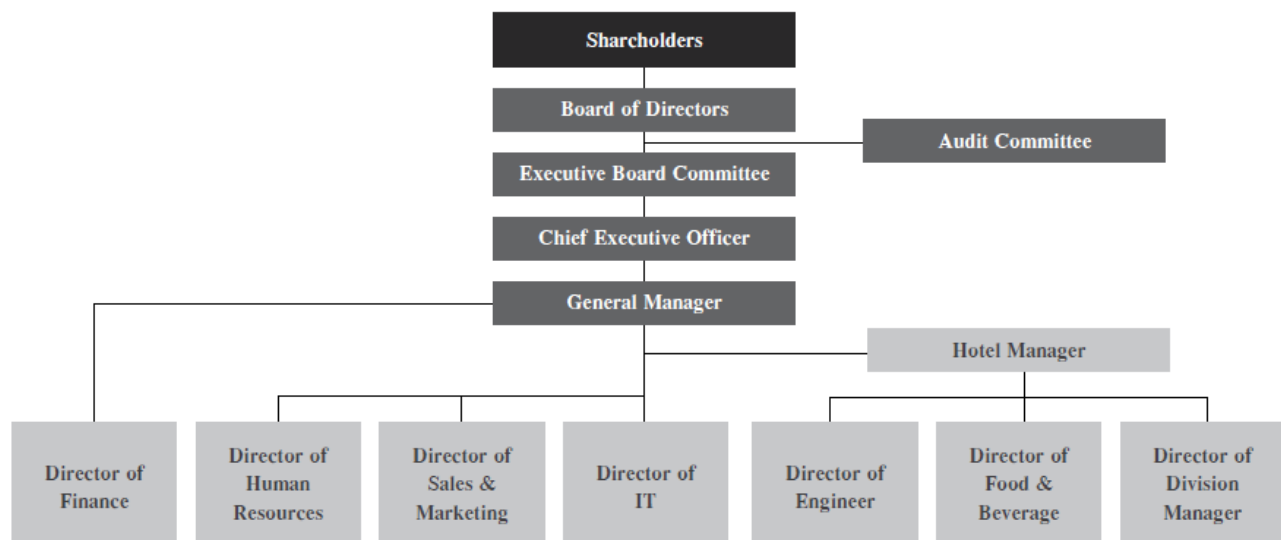 Sharcholders
Board of Directors
Audit Committee
Executive Board Committee
Chief Executive Officer
General Manager
Hotel Manager
Director of
Finance
Director of
Human
Resources
Director of
Sales &
Marketing
Director of
IT
Director of
Engineer
Director of
Food &
Beverage
Director of
Division
Manager